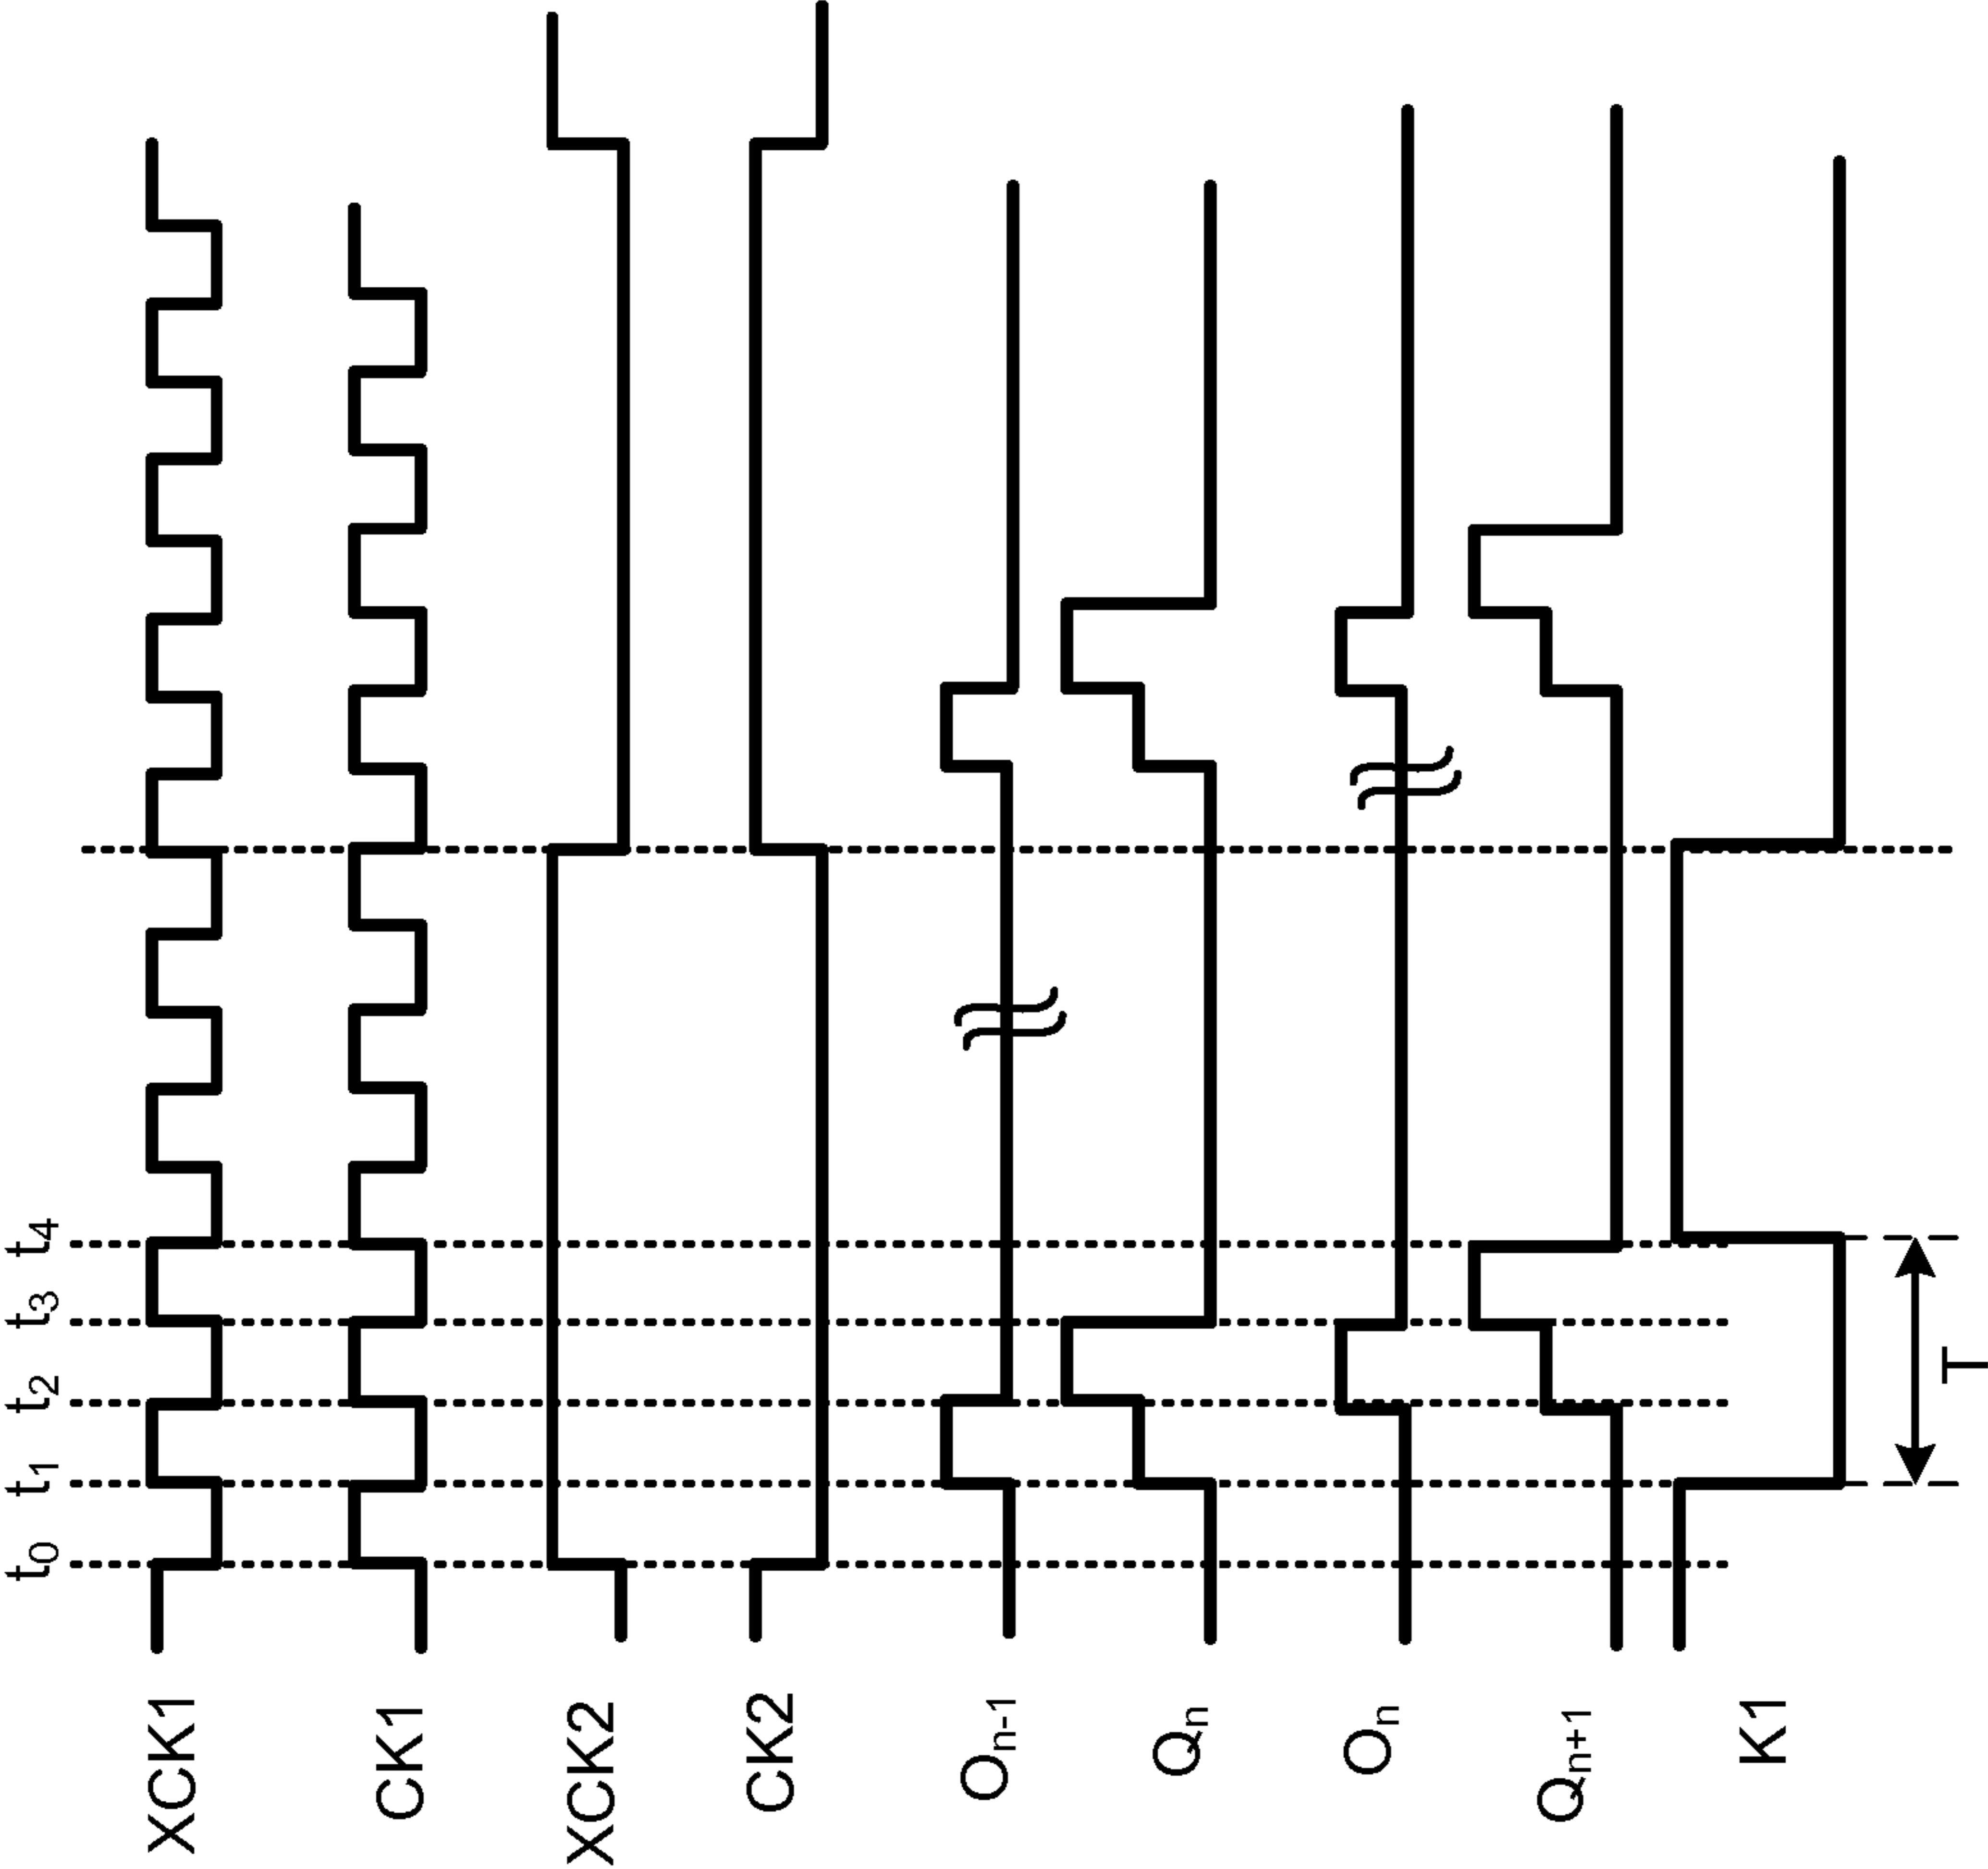 XCK1
CK1
XCK2
CK2
On-1
Qn
On
Qn+1
K1
t0 t1 t2 t3 t4
T